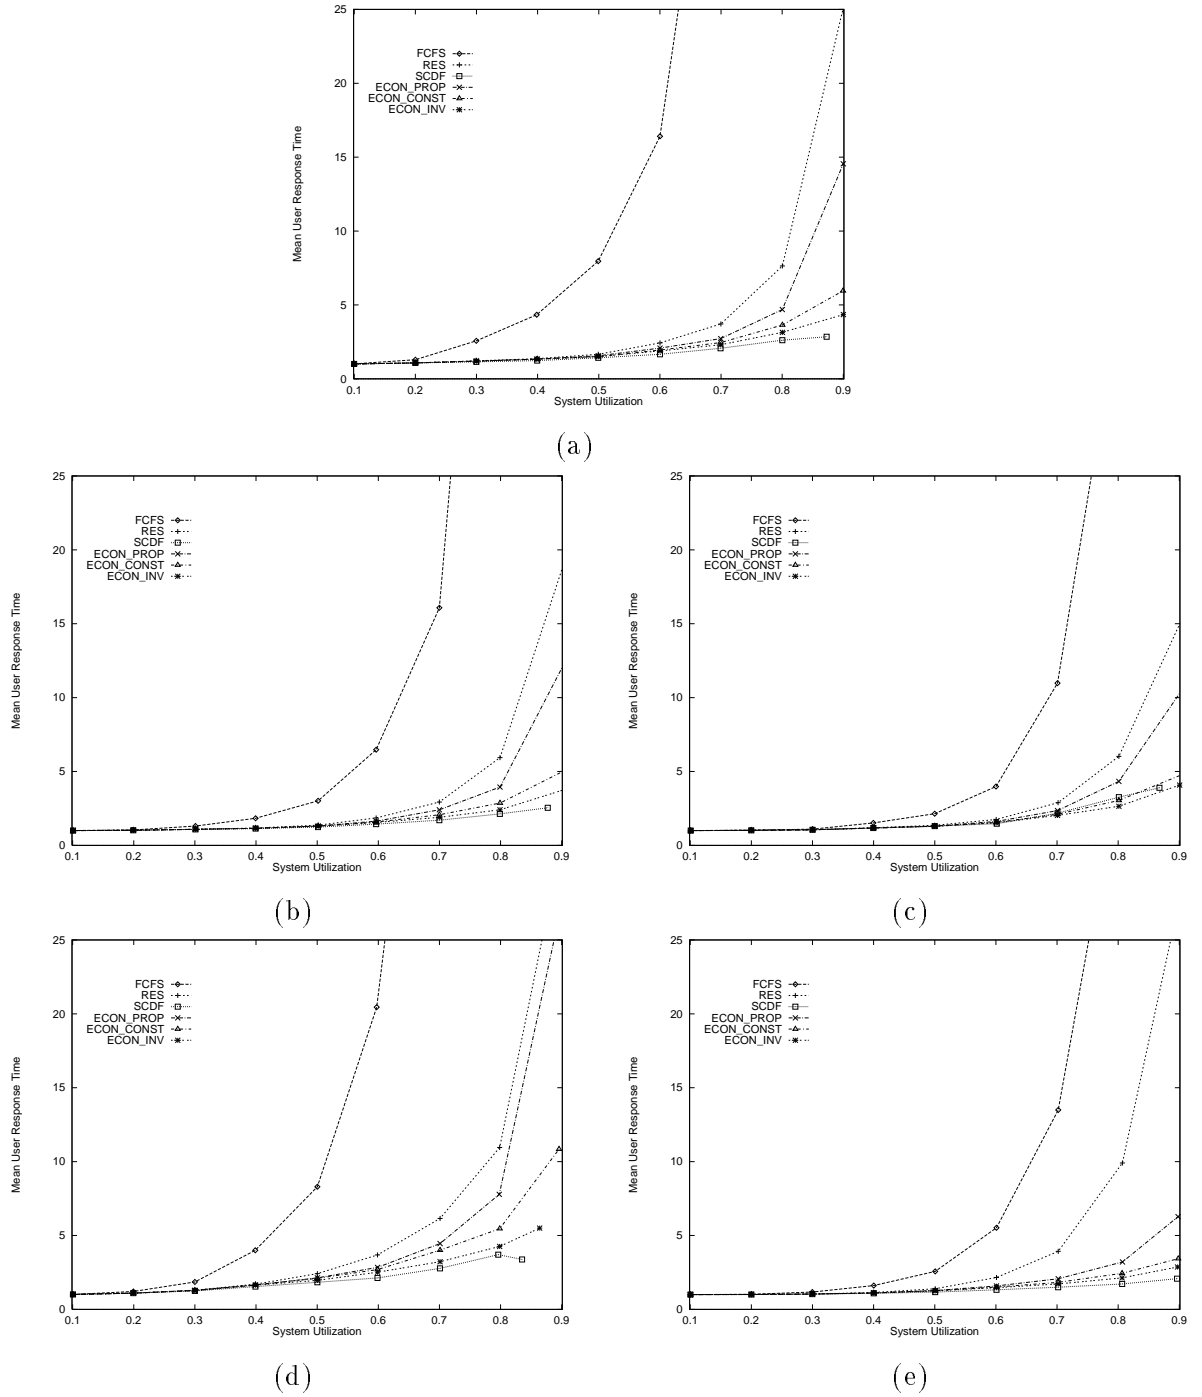 25
20
15
10
5
0
Mean User Response Time
FCFS
RES
SCDF
ECON_PROP
ECON_CONST
ECON_INV
0.1 0.2 0.3 0.4 0.5 0.6 0.7 0.8 0.9
System Utilization
(a)
25
20
15
10
5
0
Mean User Response Time
FCFS
RES
SCDF
ECON_PROP
ECON_CONST
ECON_INV
0.1 0.2 0.3 0.4 0.5 0.6 0.7 0.8 0.9
System Utilization
(b)
25
20
15
10
5
0
Mean User Response Time
FCFS
RES
SCDF
ECON_PROP
ECON_CONST
ECON_INV
0.1 0.2 0.3 0.4 0.5 0.6 0.7 0.8 0.9
System Utilization
(c)
25
20
15
10
5
0
Mean User Response Time
FCFS
RES
SCDF
ECON_PROP
ECON_CONST
ECON_INV
0.1 0.2 0.3 0.4 0.5 0.6 0.7 0.8 0.9
System Utilization
(d)
25
20
15
10
5
0
Mean User Response Time
FCFS
RES
SCDF
ECON_PROP
ECON_CONST
ECON_INV
0.1 0.2 0.3 0.4 0.5 0.6 0.7 0.8 0.9
System Utilization
(e)